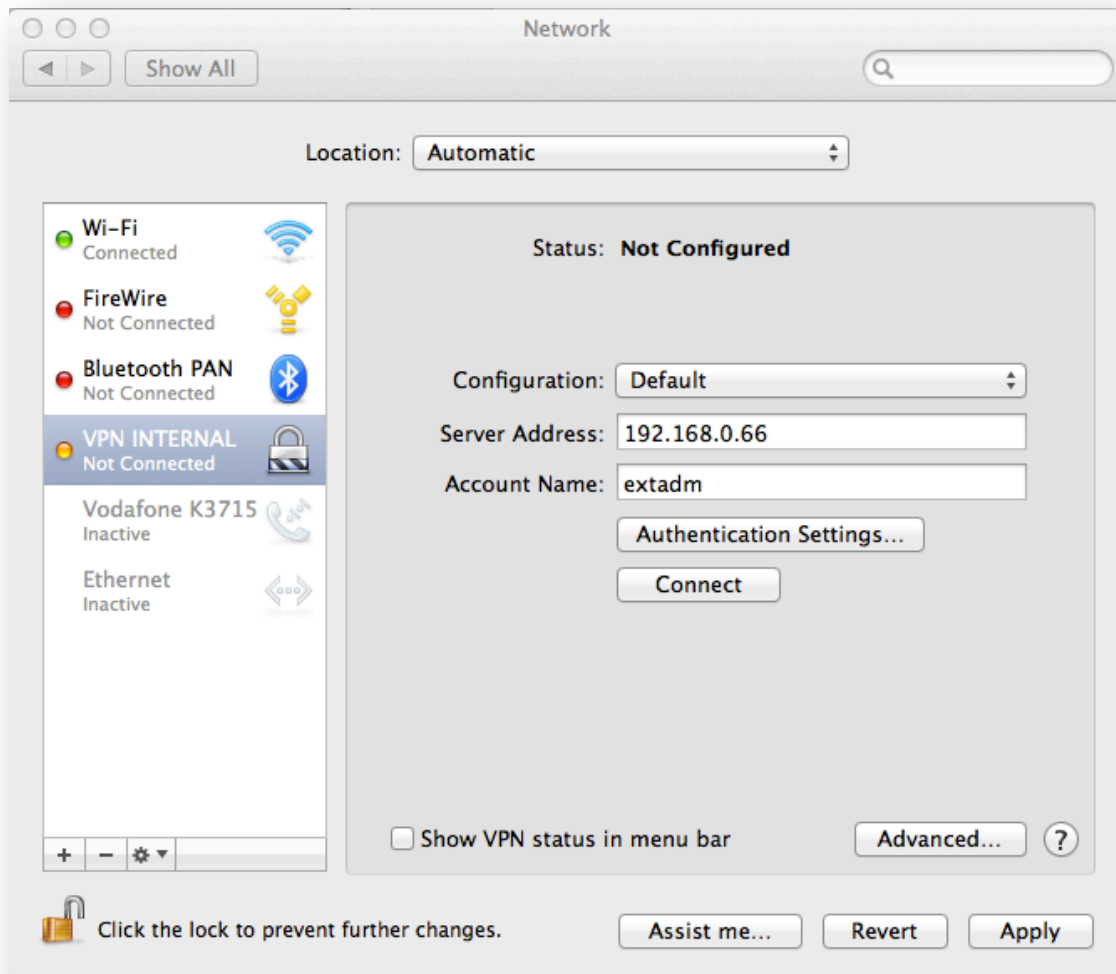 Network
Show All
Location: Automatic
Wi-Fi
Connected
FireWire
Not Connected
Bluetooth PAN
Not Connected
VPN INTERNAL
Not Connected
Vodafone K3715
Inactive
Ethernet
Inactive
Status: Not Configured
Configuration: Default
Server Address: 192.168.0.66
Account Name: extadm
Authentication Settings...
Connect
Show VPN status in menu bar
Advanced...
?
Click the lock to prevent further changes.
Assist me...
Revert
Apply